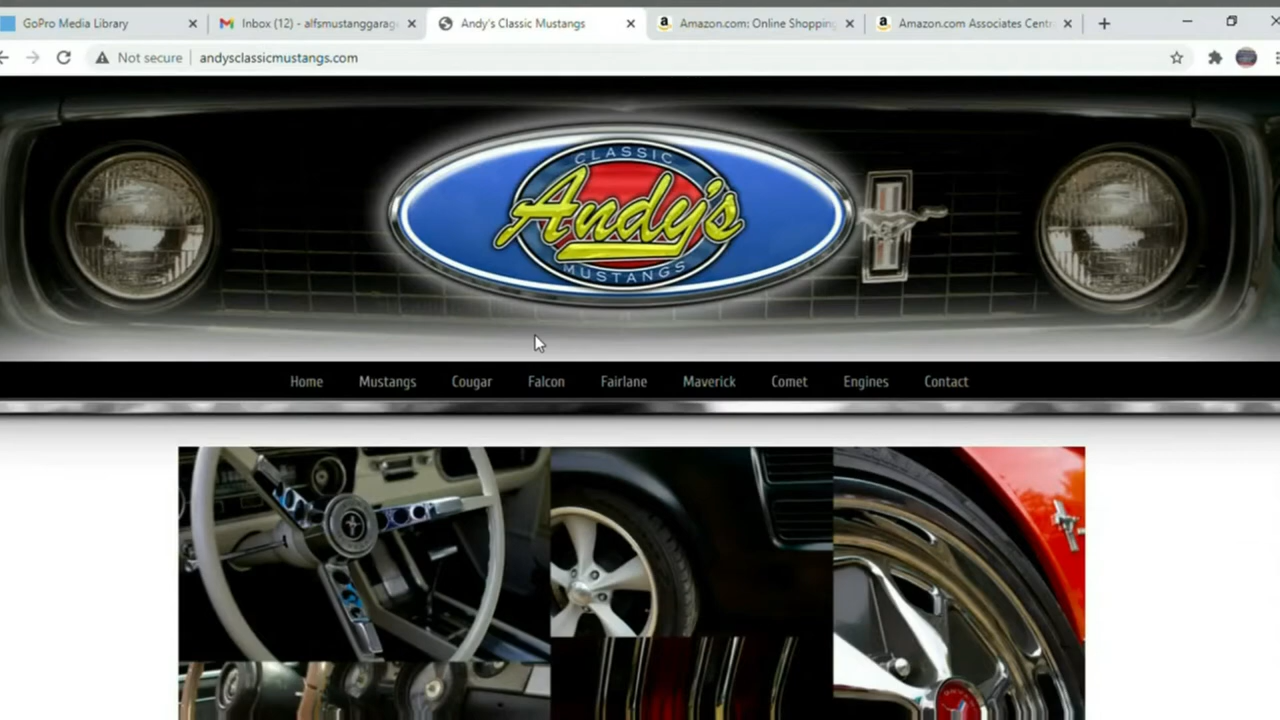 GoPro Media Library
Inbox (12) - alfsmustanggarag
Andy's Classic Mustangs
Amazon.com: Online Shopping
Amazon.com Associates Centr
Not secure
andysclassicmustangs.com
CLASSIC
Andy's
MUSTANGS
Home Mustangs Cougar Falcon Fairlane Maverick Comet Engines Contact